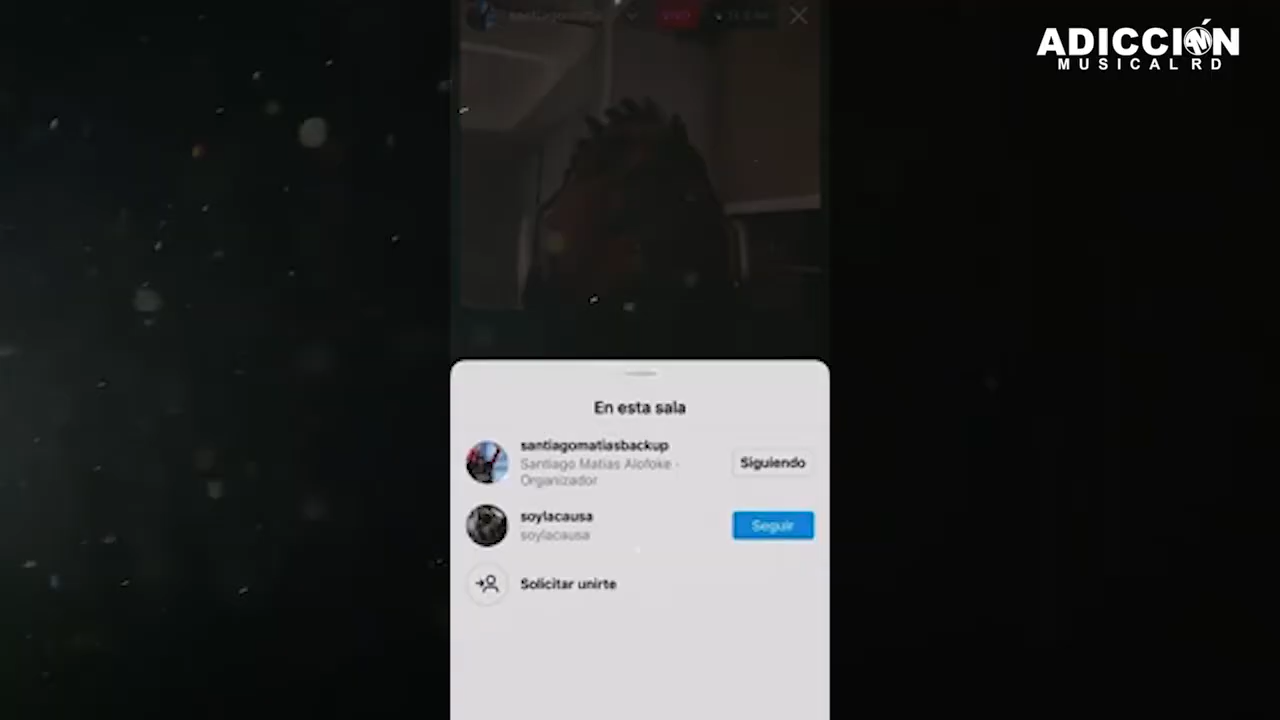 ADICCIÓN
MUSICAL RD
En esta sala
santiagomatiasbackup
Santiago Matias Alofoke ·
Organizador
Siguiendo
soylacausa
soylacausa
Seguir
Solicitar unirte